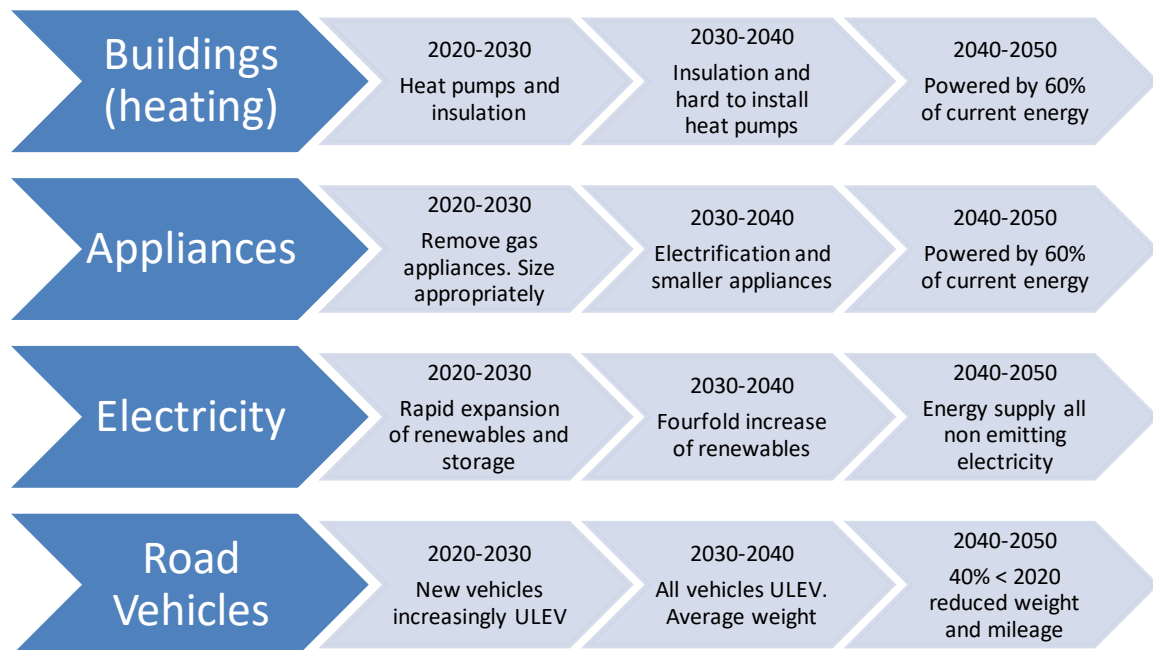 Buildings
(heating)
2020-2030
Heat pumps and
insulation
2030-2040
Insulation and
hard to install
heat pumps
2040-2050
Powered by 60%
of current energy
Appliances
2020-2030
Remove gas
appliances. Size
appropriately
2030-2040
Electrification and
smaller appliances
2040-2050
Powered by 60%
of current energy
Electricity
2020-2030
Rapid expansion
of renewables and
storage
2030-2040
Fourfold increase
of renewables
2040-2050
Energy supply all
non emitting
electricity
Road
Vehicles
2020-2030
New vehicles
increasingly ULEV
2030-2040
All vehicles ULEV.
Average weight
2040-2050
40% < 2020
reduced weight
and mileage